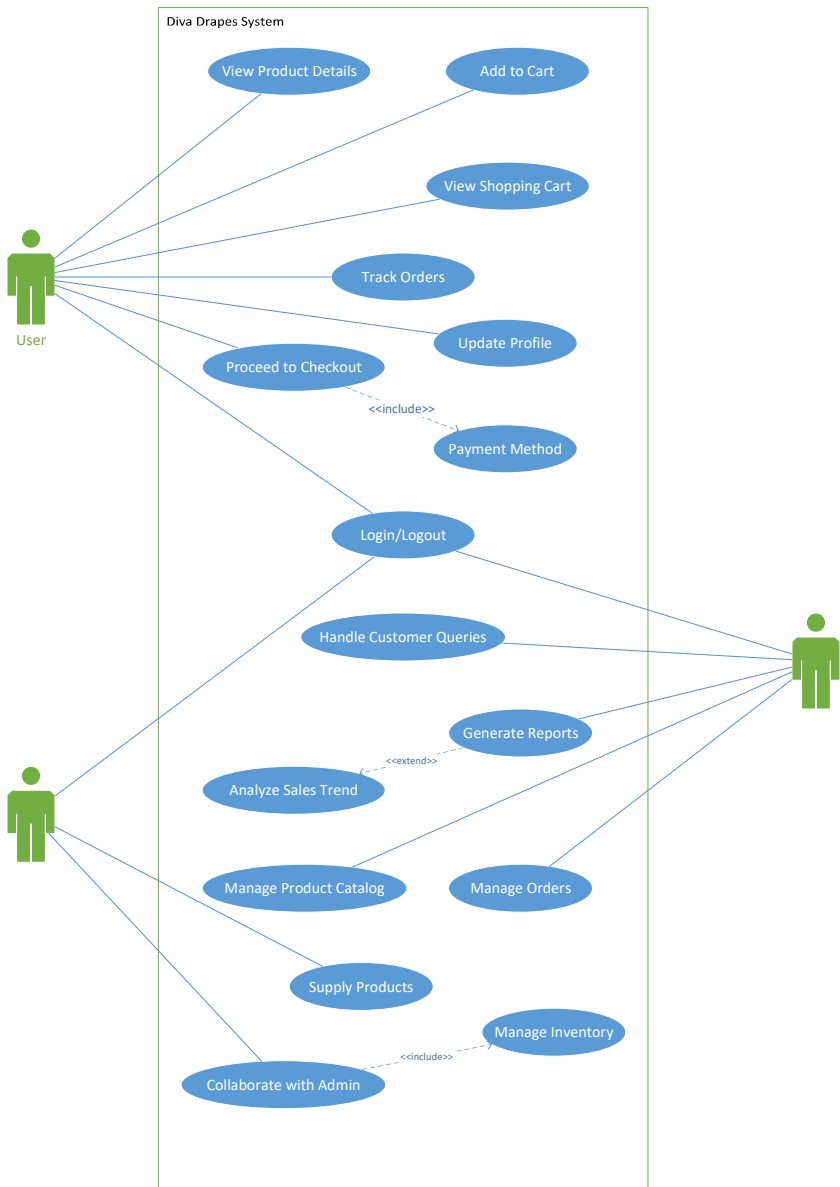 Diva Drapes System
View Product Details
Add to Cart
View Shopping Cart
Track Orders
User
Update Profile
Proceed to Checkout
<<include>>
Payment Method
Login/Logout
Handle Customer Queries
Generate Reports
<<extend>>
Analyze Sales Trend
Manage Product Catalog
Manage Orders
Supply Products
Manage Inventory
<<include>>
Collaborate with Admin